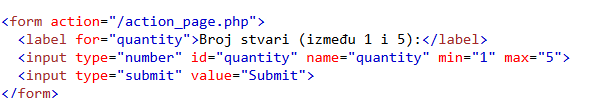 <form action="/action_page.php">
<label for="quantity">Broj stvari (između 1 i 5):</label>
<input type="number" id="quantity" name="quantity" min="1" max="5">
<input type="submit" value="Submit">
</form>